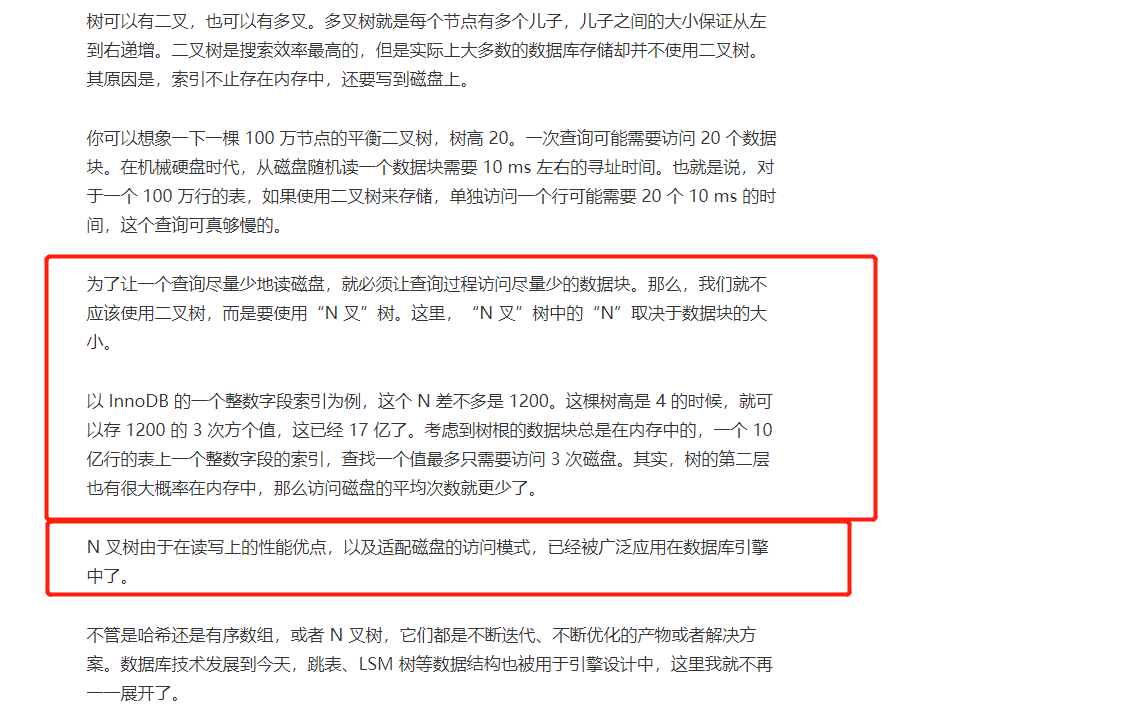 树可以有二叉，也可以有多叉。多叉树就是每个节点有多个儿子，儿子之间的大小保证从左
到右递增。二叉树是搜索效率最高的，但是实际上大多数的数据库存储却并不使用二叉树。
其原因是，索引不止存在内存中，还要写到磁盘上。
你可以想象一下一棵 100 万节点的平衡二叉树，树高 20。一次查询可能需要访问 20 个数据
块。在机械硬盘时代，从磁盘随机读一个数据块需要 10 ms 左右的寻址时间。也就是说，对
于一个 100 万行的表，如果使用二叉树来存储，单独访问一个行可能需要 20 个 10 ms 的时
间，这个查询可真够慢的。
为了让一个查询尽量少地读磁盘，就必须让查询过程访问尽量少的数据块。那么，我们就不
应该使用二叉树，而是要使用“N 叉”树。这里，“N 叉”树中的“N”取决于数据块的大
小。
以 InnoDB 的一个整数字段索引为例，这个 N 差不多是 1200。这棵树高是 4 的时候，就可
以存 1200 的 3 次方个值，这已经 17 亿了。考虑到树根的数据块总是在内存中的，一个 10
亿行的表上一个整数字段的索引，查找一个值最多只需要访问 3 次磁盘。其实，树的第二层
也有很大概率在内存中，那么访问磁盘的平均次数就更少了。
N 叉树由于在读写上的性能优点，以及适配磁盘的访问模式，已经被广泛应用在数据库引擎
中了。
不管是哈希还是有序数组，或者 N 叉树，它们都是不断迭代、不断优化的产物或者解决方
案。数据库技术发展到今天，跳表、LSM 树等数据结构也被用于引擎设计中，这里我就不再
一一展开了。